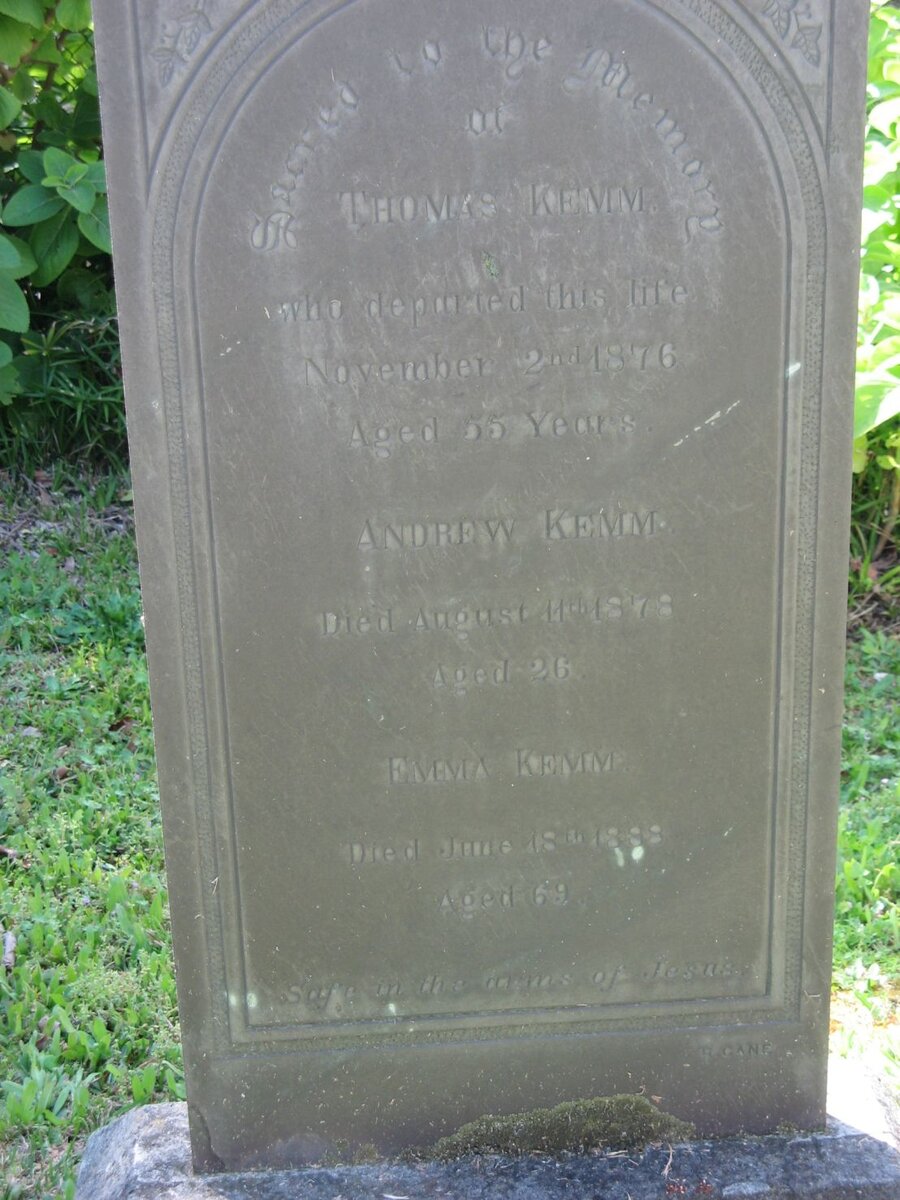 Sacred to the Memory
of
THOMAS KEMM.
who departed this life
November 2nd 1876
Aged 55 Years.
ANDREW KEMM.
Died August 11th 1878
Aged 26.
EMMA KEMM.
Died June 18th 1888
Aged 69.
Safe in the arms of Jesus.
CANE